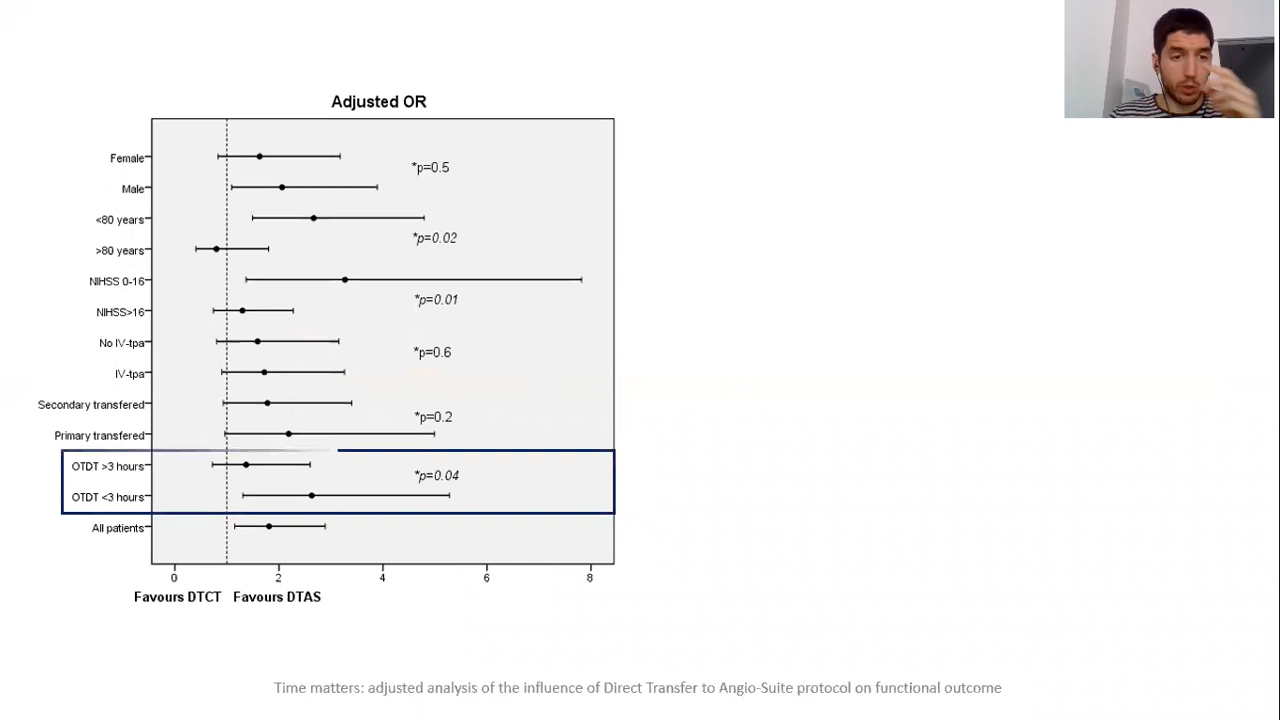 Adjusted OR
Female
*p=0.5
Male
<80 years
*p=0.02
>80 years
NIHSS 0-16
*p=0.01
NIHSS>16
No IV-tpa
*p=0.6
IV-tpa
Secondary transfered
*p=0.2
Primary transfered
OTDT >3 hours
*p=0.04
OTDT <3 hours
All patients
0 2 4 6 8
Favours DTCT Favours DTAS
Time matters: adjusted analysis of the influence of Direct Transfer to Angio-Suite protocol on functional outcome